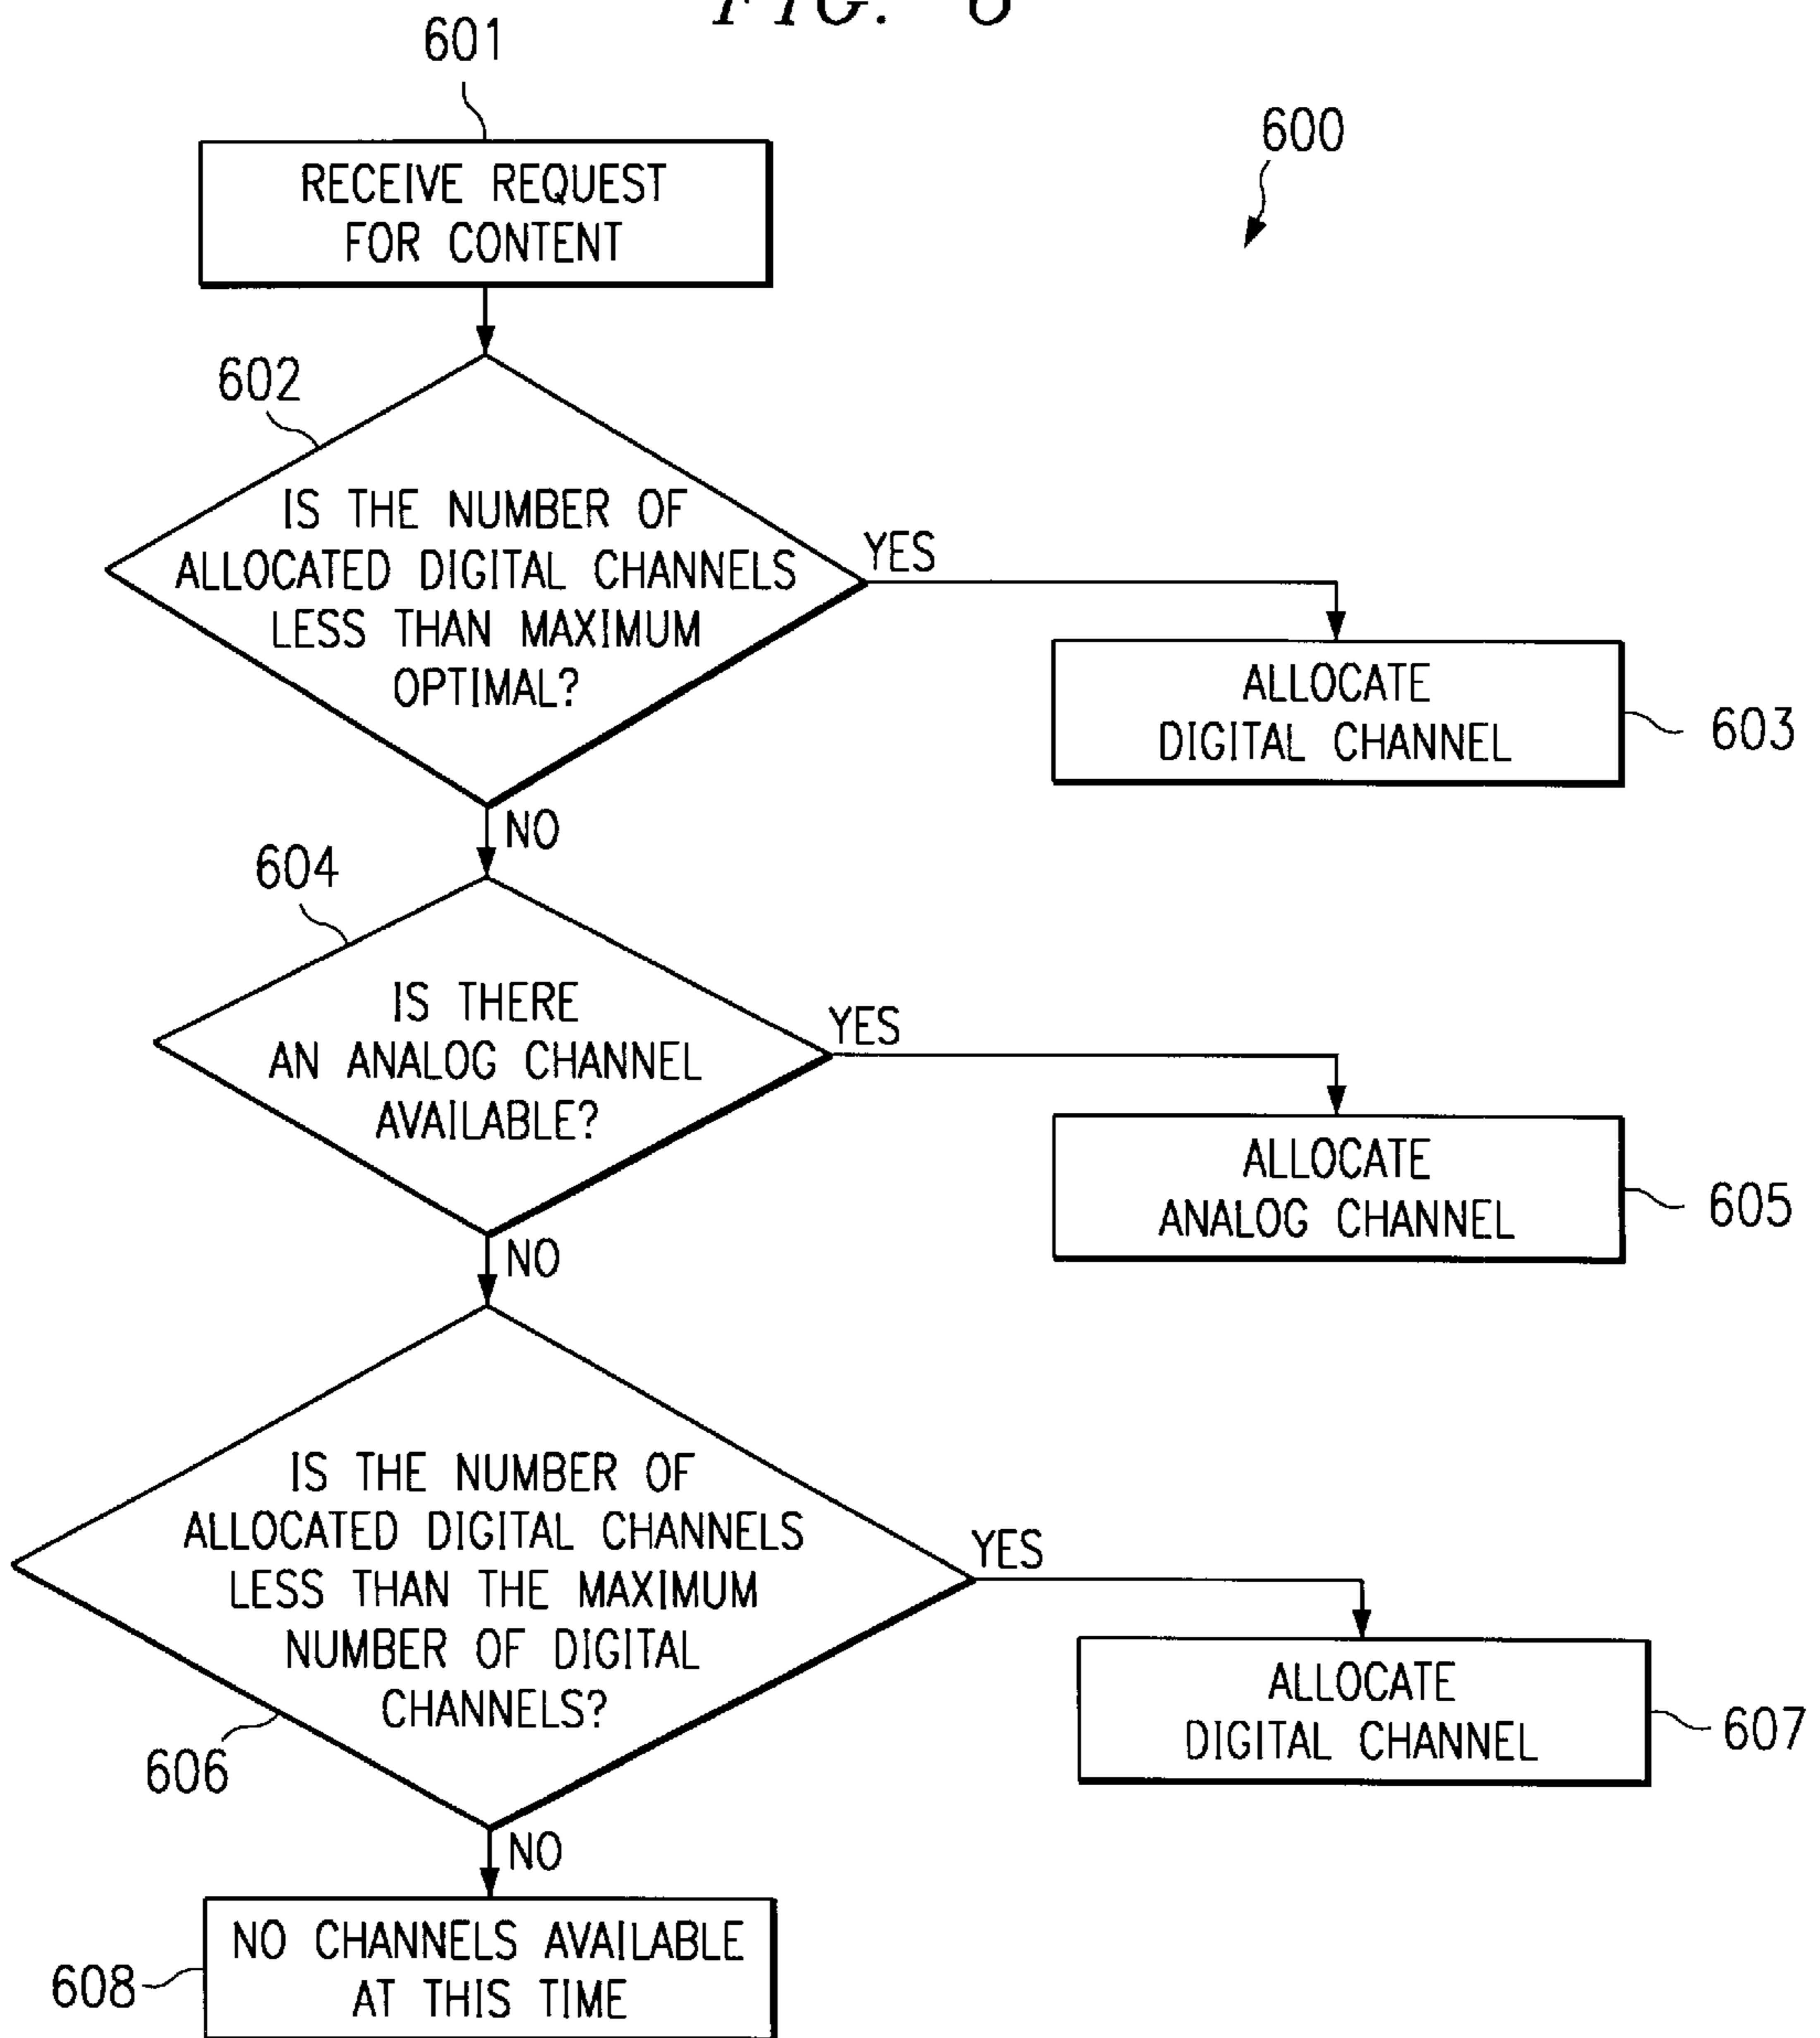 FIG. 6
601
600
RECEIVE REQUEST
FOR CONTENT
602
IS THE NUMBER OF
ALLOCATED DIGITAL CHANNELS
LESS THAN MAXIMUM
OPTIMAL?
YES
ALLOCATE
DIGITAL CHANNEL
603
NO
604
IS THERE
AN ANALOG CHANNEL
AVAILABLE?
YES
ALLOCATE
ANALOG CHANNEL
605
NO
IS THE NUMBER OF
ALLOCATED DIGITAL CHANNELS
LESS THAN THE MAXIMUM
NUMBER OF DIGITAL
CHANNELS?
YES
606
ALLOCATE
DIGITAL CHANNEL
607
NO
608
NO CHANNELS AVAILABLE
AT THIS TIME